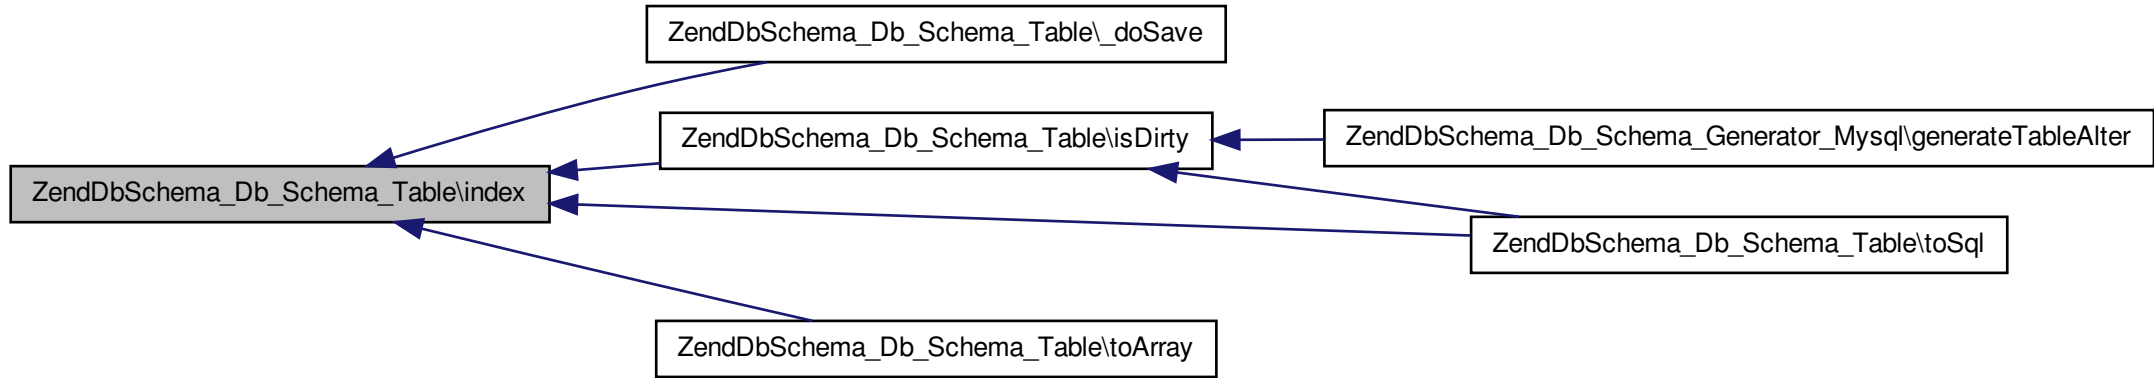 ZendDbSchema_Db_Schema_Table\_doSave
ZendDbSchema_Db_Schema_Table\isDirty
ZendDbSchema_Db_Schema_Generator_Mysql\generateTableAlter
ZendDbSchema_Db_Schema_Table\index
ZendDbSchema_Db_Schema_Table\toSql
ZendDbSchema_Db_Schema_Table\toArray